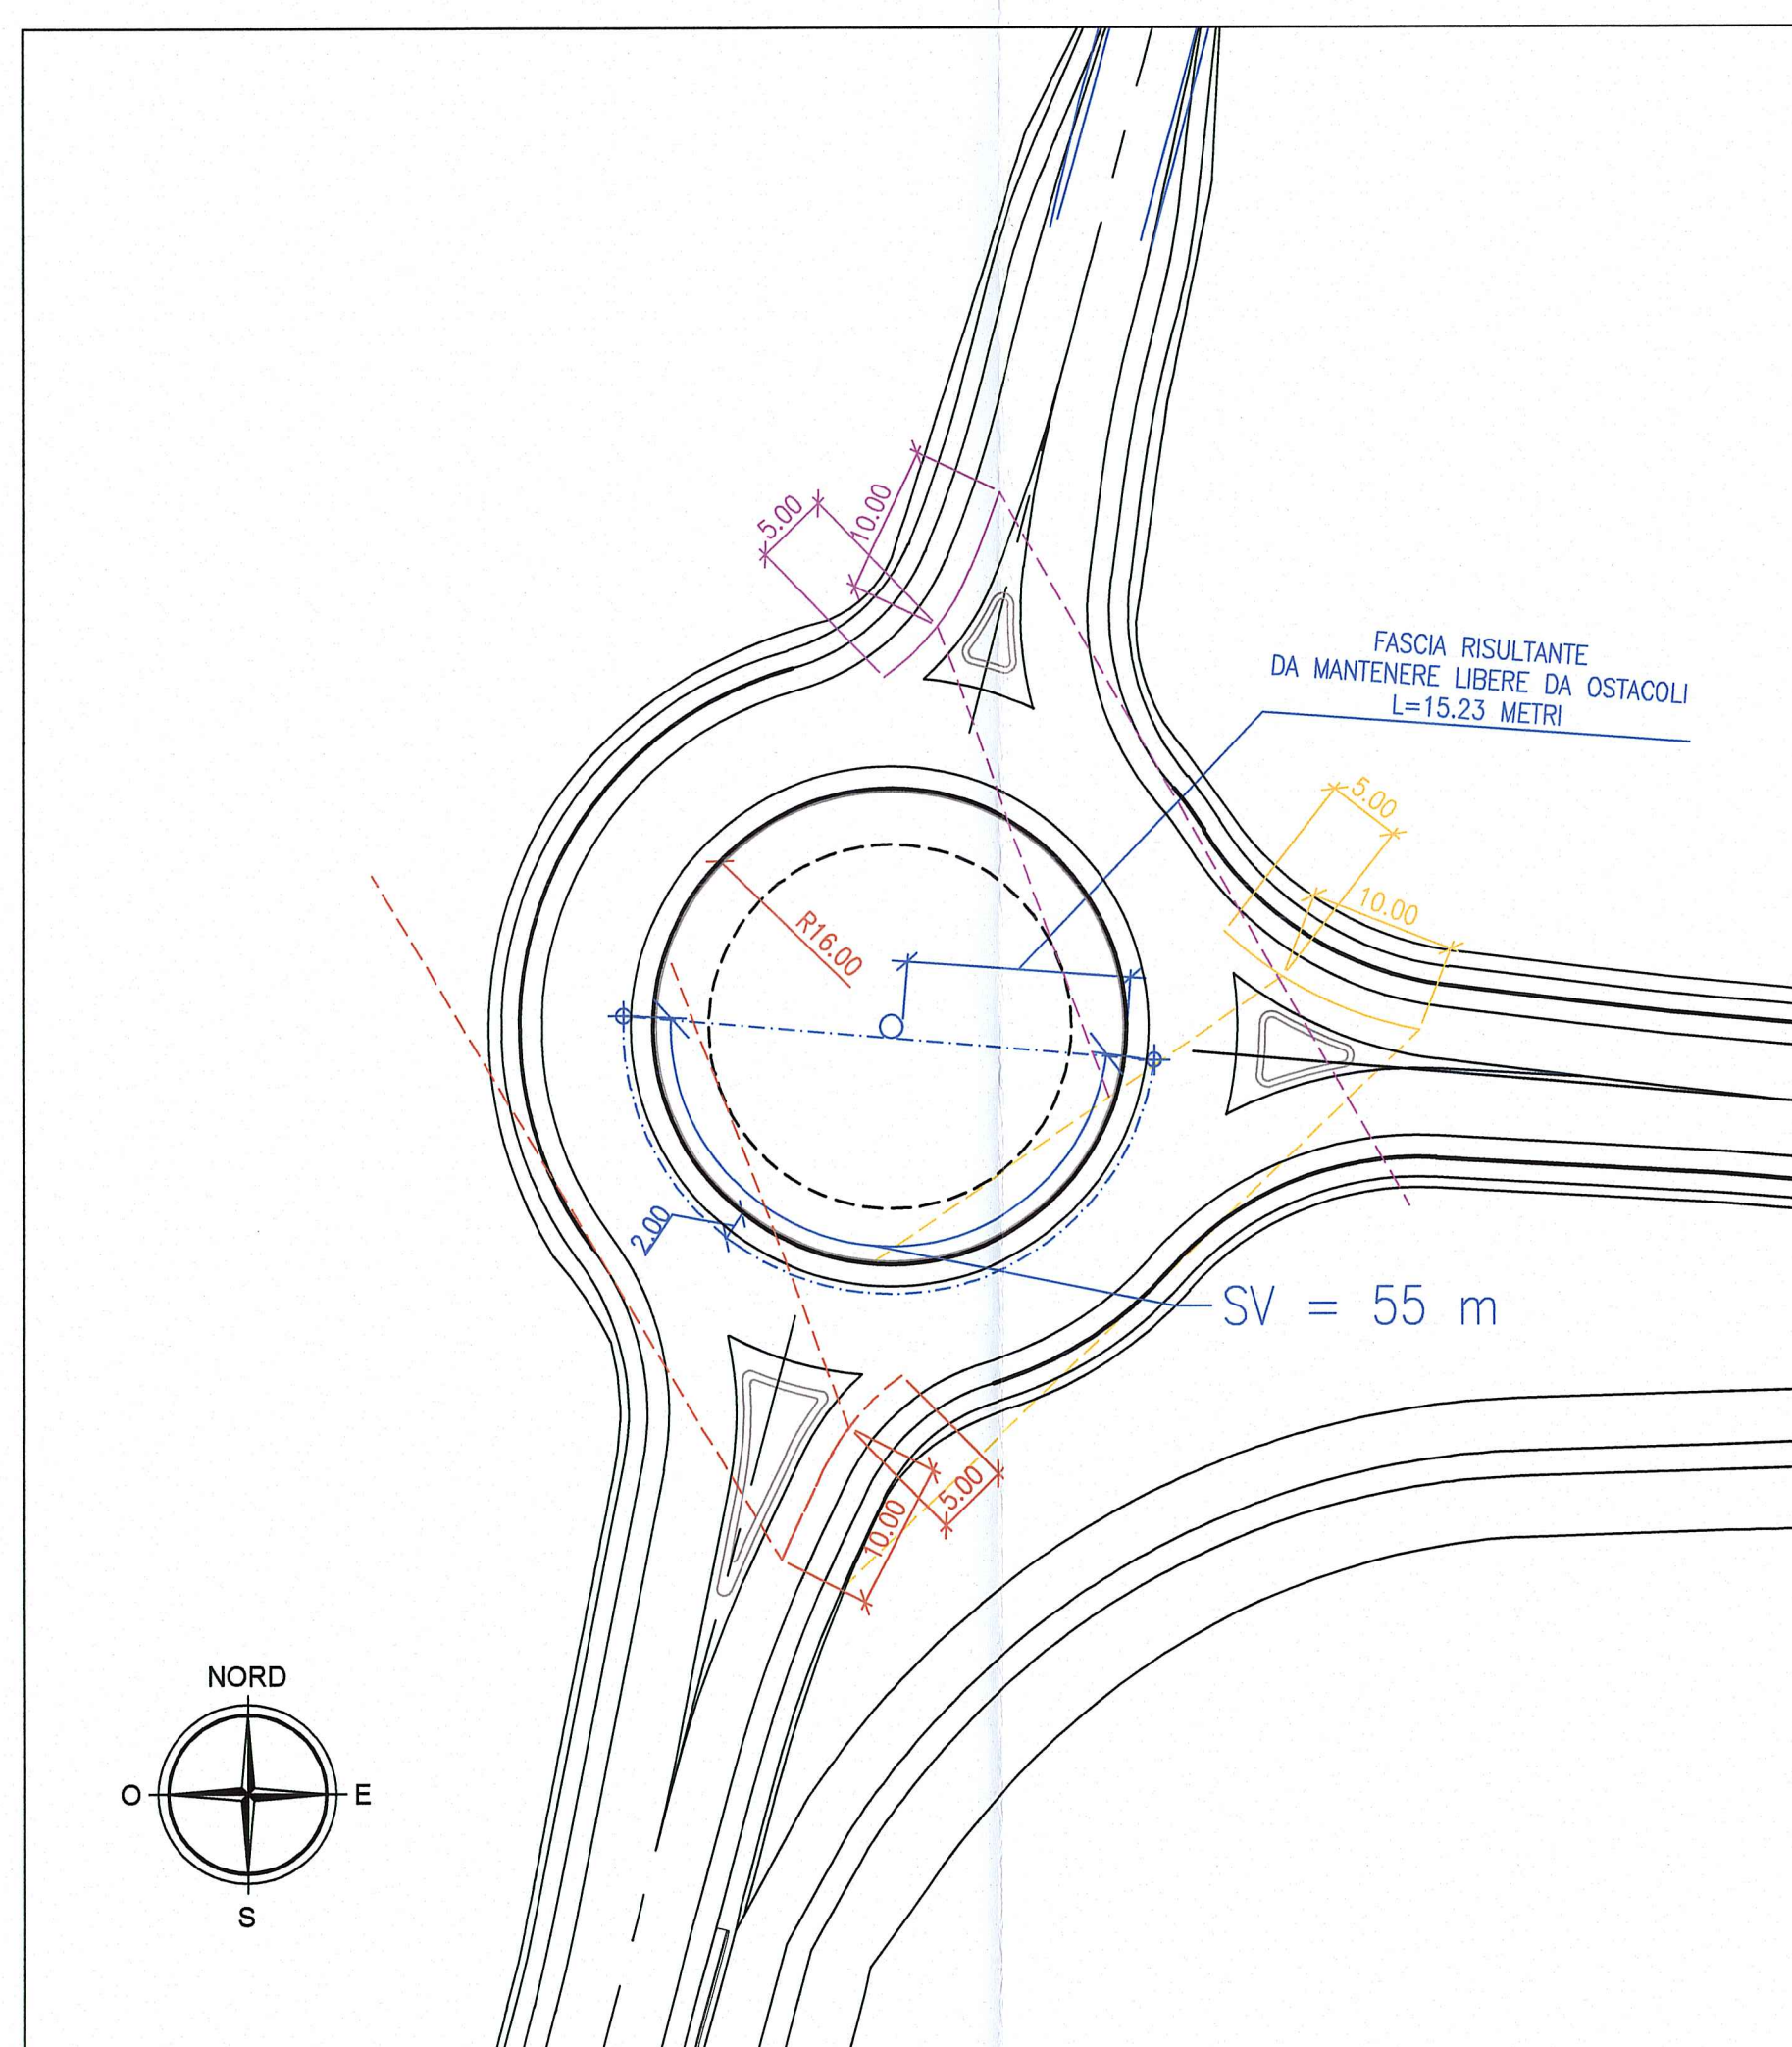 5.00
10.00
FASCIA RISULTANTE
DA MANTENERE LIBERE DA OSTACOLI
L=15.23 METRI
5.00
10.00
R16.00
2.00
SV = 55 m
5.00
10.00
NORD
O
E
S